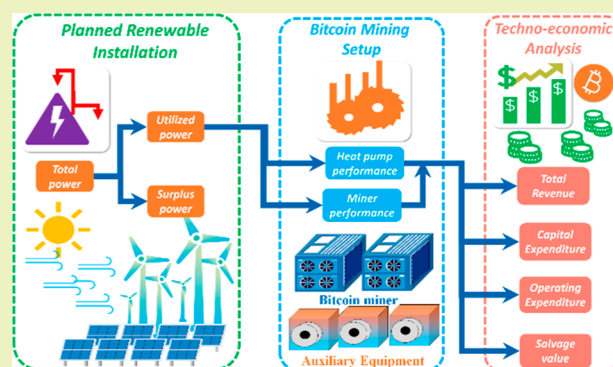 Planned Renewable
Installation
Total
power
Utilized
power
Surplus
power
Bitcoin Mining
Setup
Heat pump
performance
Miner
performance
Bitcoin miner
Auxiliary Equipment
Techno-economic
Analysis
$
$
$
$
₿
Total
Revenue
Capital
Expenditure
Operating
Expenditure
Salvage
value